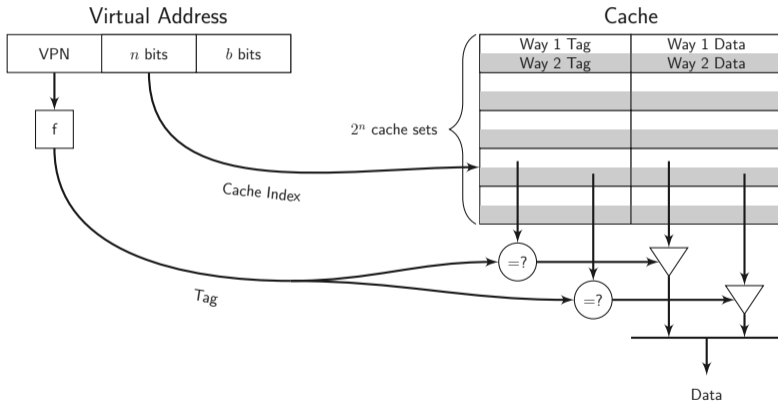 Virtual Address
Cache
VPN
n bits
b bits
Way 1 Tag
Way 1 Data
Way 2 Tag
Way 2 Data
f
2ⁿ cache sets
Cache Index
=?
=?
Tag
Data